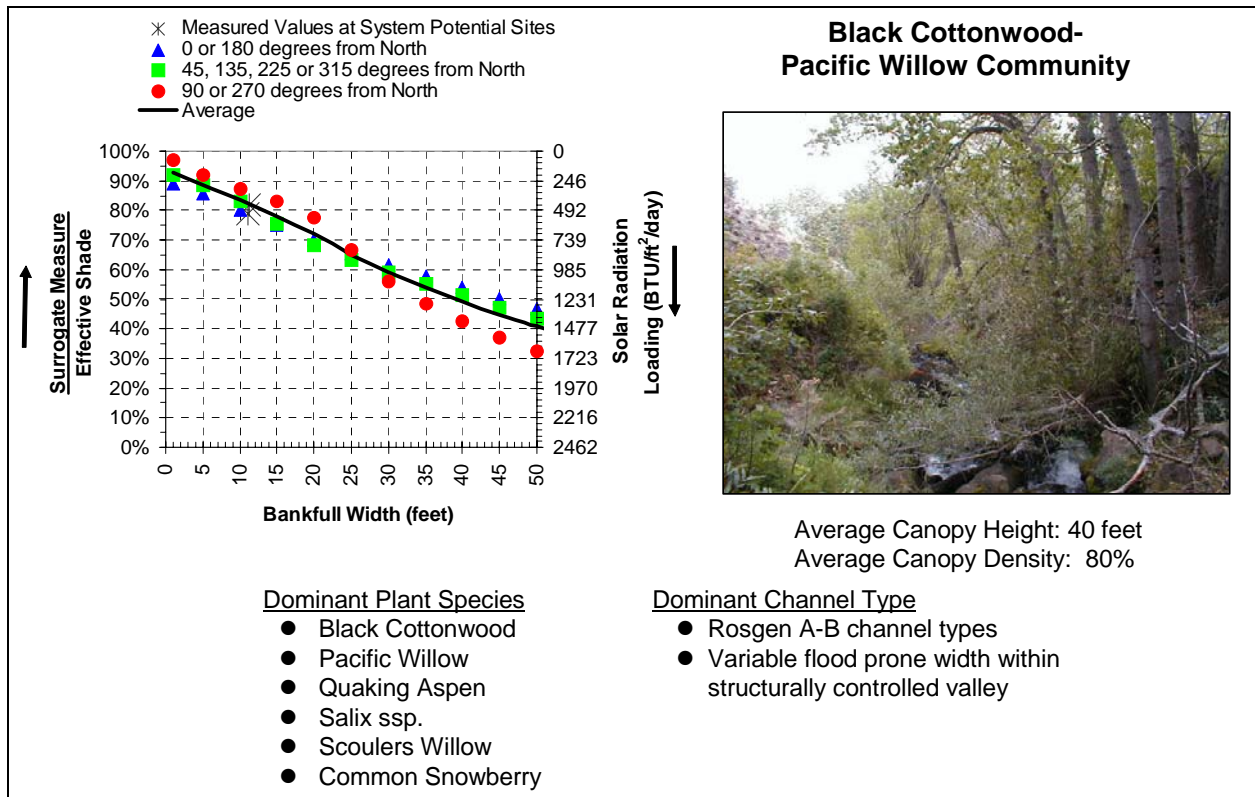 Measured Values at System Potential Sites
0 or 180 degrees from North
45, 135, 225 or 315 degrees from North
90 or 270 degrees from North
Average
Black Cottonwood-
Pacific Willow Community
Surrogate Measure
Effective Shade
100%
90%
80%
70%
60%
50%
40%
30%
20%
10%
0%
0
246
492
739
985
1231
1477
1723
1970
2216
2462
Solar Radiation
Loading (BTU/ft²/day)
0
5
10
15
20
25
30
35
40
45
50
Bankfull Width (feet)
Average Canopy Height: 40 feet
Average Canopy Density: 80%
Dominant Plant Species
Black Cottonwood
Pacific Willow
Quaking Aspen
Salix ssp.
Scoulers Willow
Common Snowberry
Dominant Channel Type
Rosgen A-B channel types
Variable flood prone width within
structurally controlled valley